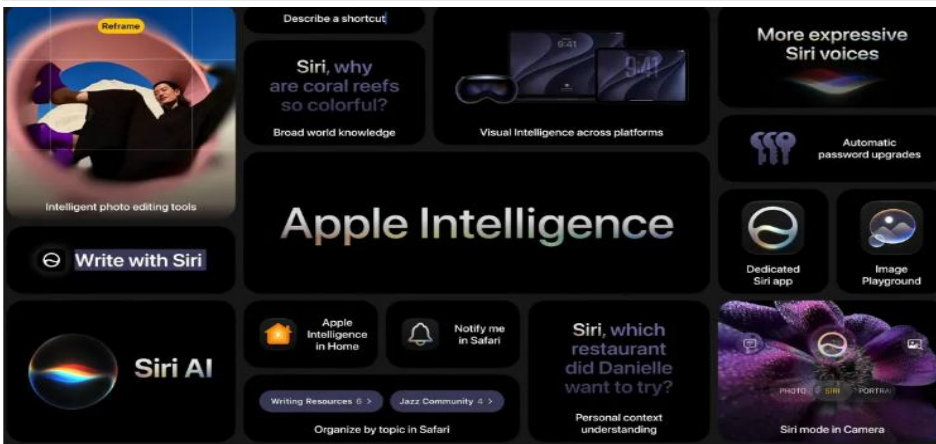 Reframe
Intelligent photo editing tools
Write with Siri
Siri AI
Describe a shortcut
Siri, why
are coral reefs
so colorful?
Broad world knowledge
9:41
9:41
Visual Intelligence across platforms
Apple Intelligence
Apple
Intelligence
in Home
Notify me
in Safari
Writing Resources 6 >
Jazz Community 4 >
Organize by topic in Safari
Siri, which
restaurant
did Danielle
want to try?
Personal context
understanding
More expressive
Siri voices
Automatic
password upgrades
Dedicated
Siri app
Image
Playground
PHOTO SIRI PORTRAI
Siri mode in Camera